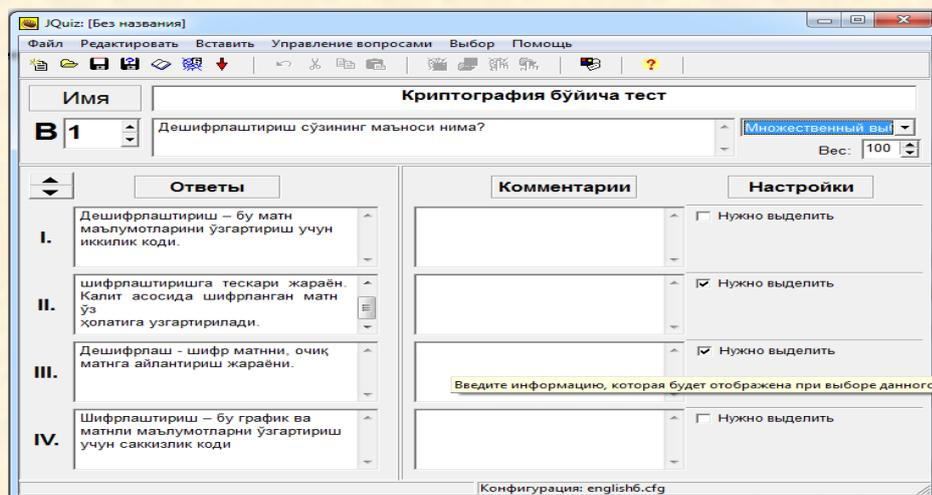 JQuiz: [Без названия]
Файл Редактировать Вставить Управление вопросами Выбор Помощь
Имя
Криптография бўйича тест
В 1
Дешифрлаштириш сўзининг маъноси нима?
Множественный выб
Вес: 100
Ответы Комментарии Настройки
I.
Дешифрлаштириш – бу матн
маълумотларини ўзгартириш учун
иккилик коди.
Нужно выделить
II.
шифрлаштиришга тескари жараён.
Калит асосида шифрланган матн
ўз
ҳолатига узгартирилади.
Нужно выделить
III.
Дешифрлаш - шифр матнни, очиқ
матнга айлантириш жараёни.
Нужно выделить
Введите информацию, которая будет отображена при выборе данного
IV.
Шифрлаштириш – бу график ва
матнли маълумотларни ўзгартириш
учун саккизлик коди
Нужно выделить
Конфигурация: english6.cfg